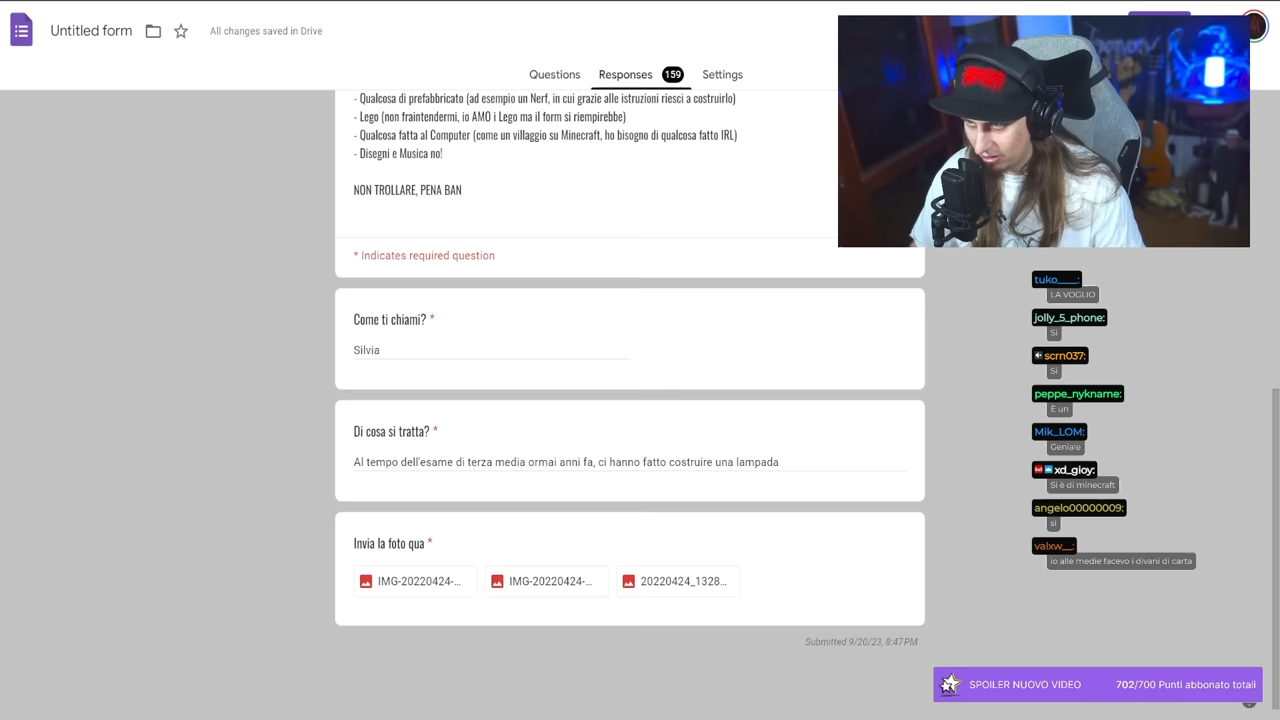 Untitled form
All changes saved in Drive
Questions
Responses
159
Settings
- Qualcosa di prefabbricato (ad esempio un Nerf, in cui grazie alle istruzioni riesci a costruirlo)
- Lego (non fraintendermi, io AMO i Lego ma il form si riempirebbe)
- Qualcosa fatta al Computer (come un villaggio su Minecraft, ho bisogno di qualcosa fatto IRL)
- Disegni e Musica no!
NON TROLLARE, PENA BAN
* Indicates required question
Come ti chiami? *
Silvia
Di cosa si tratta? *
Al tempo dell'esame di terza media ormai anni fa, ci hanno fatto costruire una lampada
Invia la foto qua *
IMG-20220424-...
IMG-20220424-...
20220424_1328...
Submitted 9/20/23, 8:47 PM
tuko____:
LA VOGLIO
jolly_5_phone:
Si
scrn037:
Si
peppe_nykname:
È un
Mik_LOM:
Geniale
xd_gioy:
Si è di minecraft
angelo00000009:
si
valxw__:
io alle medie facevo i divani di carta
SPOILER NUOVO VIDEO
702/700 Punti abbonato totali